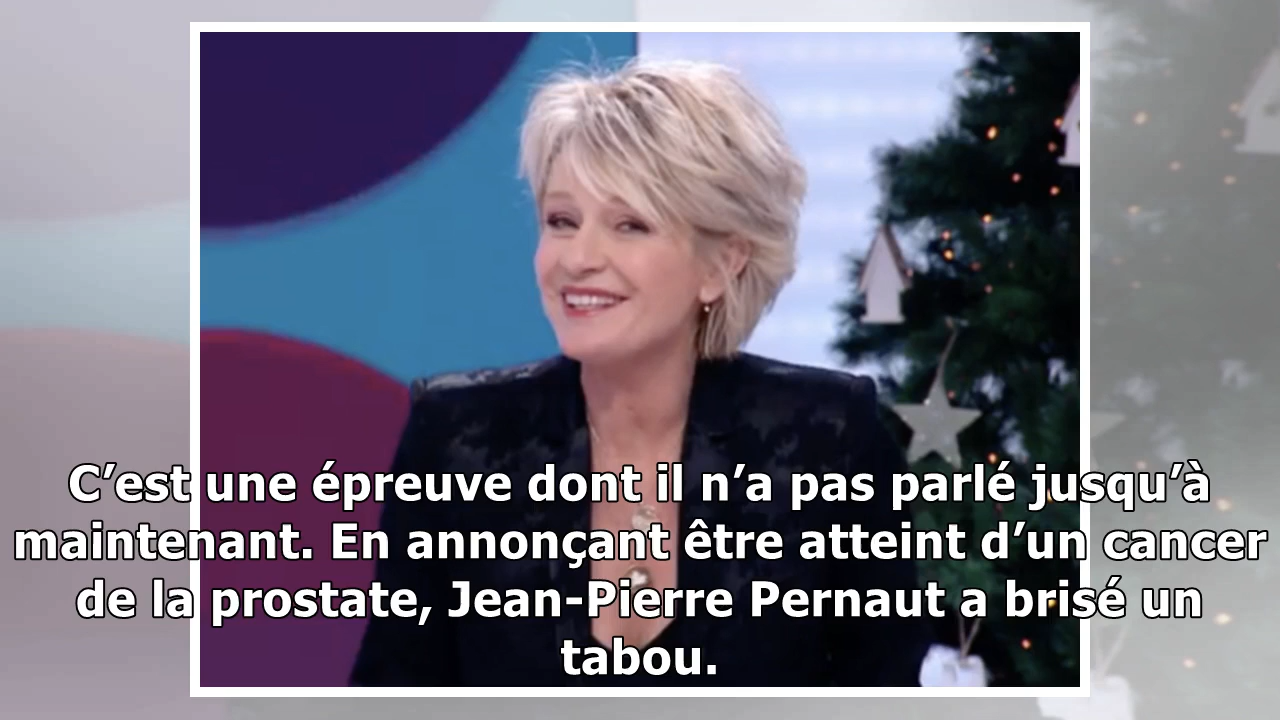 C’est une épreuve dont il n’a pas parlé jusqu’à
maintenant. En annonçant être atteint d’un cancer
de la prostate, Jean-Pierre Pernaut a brisé un
tabou.